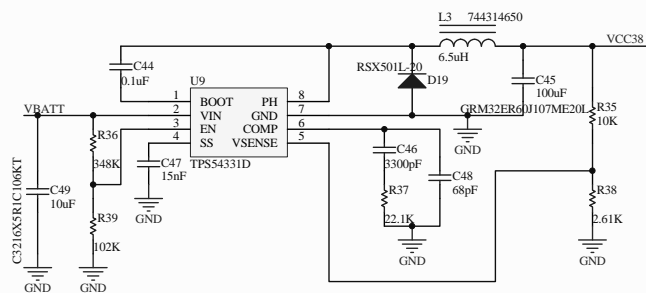 L3 744314650
VCC38
6.5uH
C44
0.1uF
RSX501L-20
D19
C45
100uF
GRM32ER60J107ME20L
U9
1 BOOT PH 8
2 VIN GND 7
3 EN COMP 6
4 SS VSENSE 5
TPS54331D
VBATT
R36
348K
C47
15nF
GND
C46
3300pF
C48
68pF
R37
22.1K
GND
GND
R35
10K
R38
2.61K
GND
C49
10uF
C3216X5R1C106KT
R39
102K
GND
GND